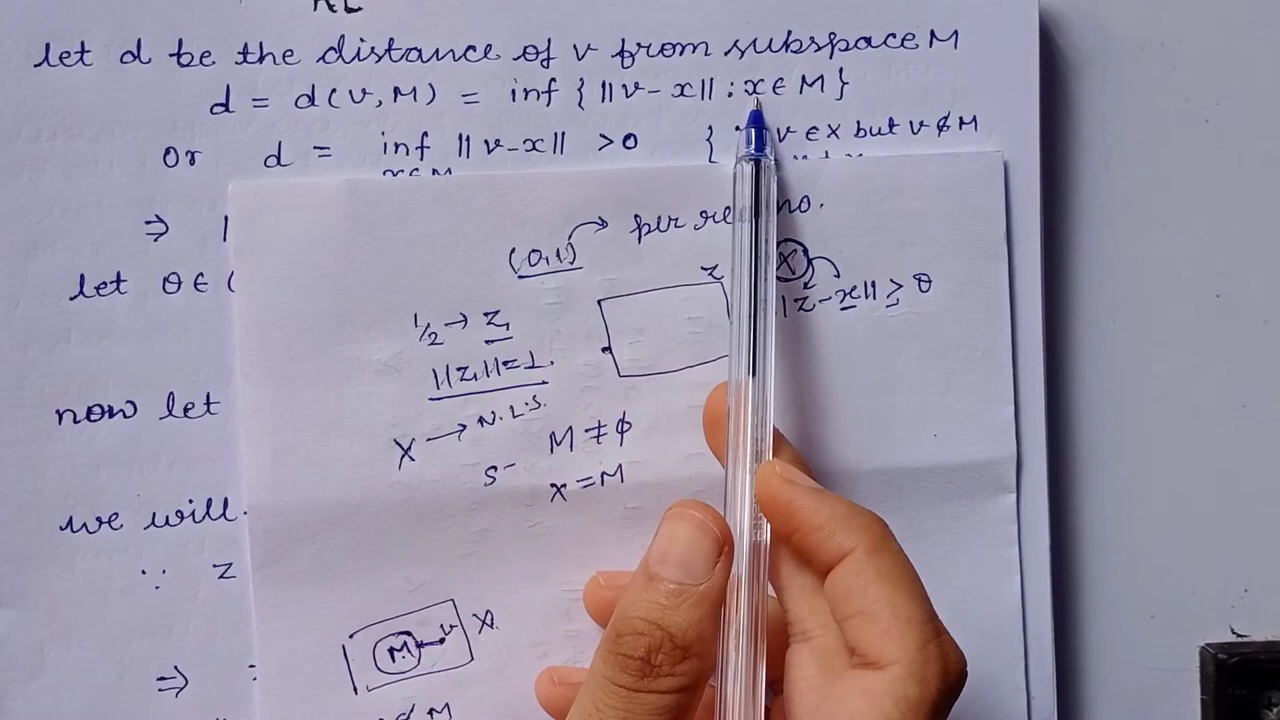 let d be the distance of v from subspace M
d = d(v, M) = inf { ||v - x|| : x ∈ M }
Or d = inf ||v - x|| > 0 { v ∈ X but v ∉ M
x ∈ M
⇒ |
(0,1) → per no.
let θ ∈ (
z
X
||z - x|| ≥ θ
1/2 → z₁
||z₁|| = 1.
now let
X → N.L.S.
M ≠ φ
S⁻ x = M
we will
∵ z
M v X
⇒ :
∉ M